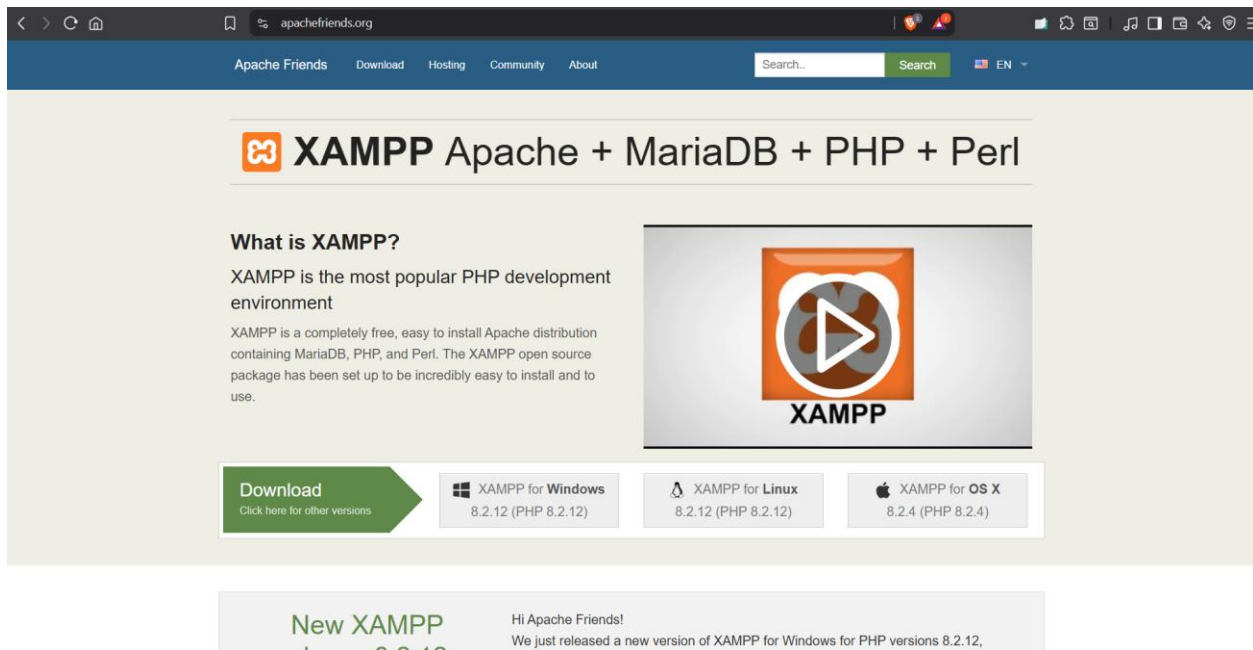 apachefriends.org
Apache Friends Download Hosting Community About Search.. Search EN
XAMPP Apache + MariaDB + PHP + Perl
What is XAMPP?
XAMPP is the most popular PHP development
environment
XAMPP is a completely free, easy to install Apache distribution
containing MariaDB, PHP, and Perl. The XAMPP open source
package has been set up to be incredibly easy to install and to
use.
XAMPP
Download
Click here for other versions
XAMPP for Windows
8.2.12 (PHP 8.2.12)
XAMPP for Linux
8.2.12 (PHP 8.2.12)
XAMPP for OS X
8.2.4 (PHP 8.2.4)
New XAMPP
Hi Apache Friends!
We just released a new version of XAMPP for Windows for PHP versions 8.2.12,